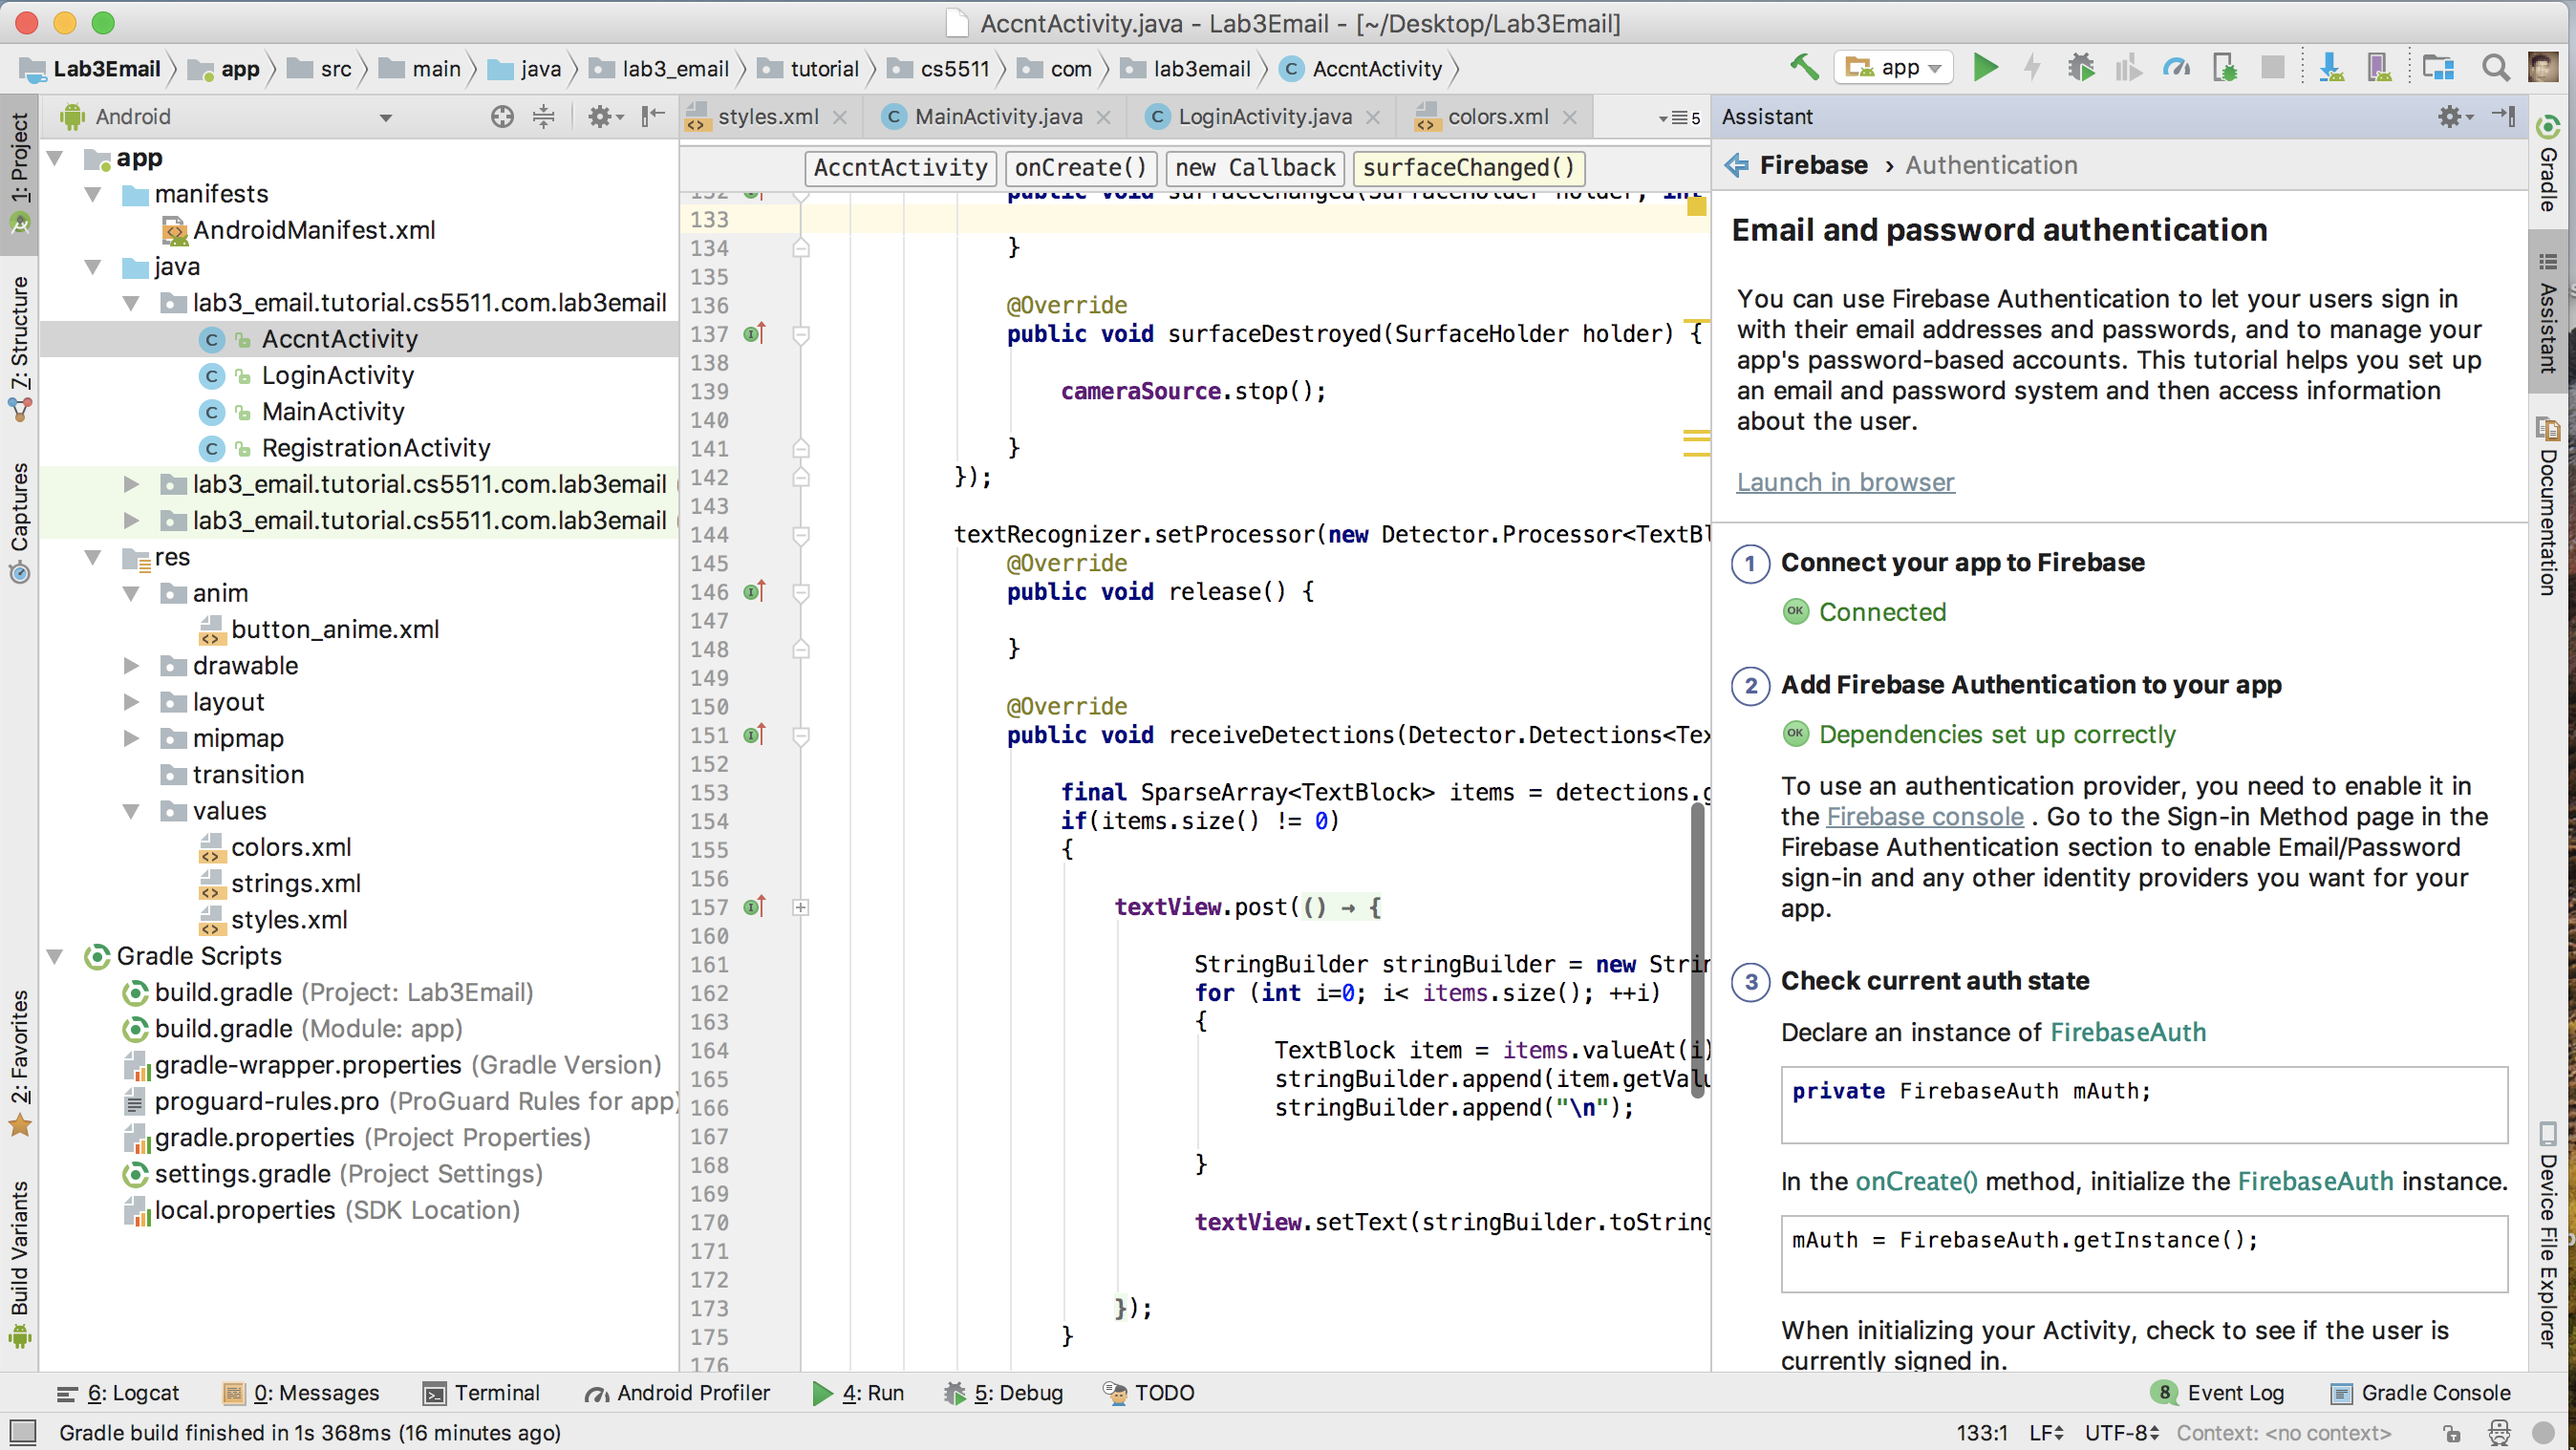 AccntActivity.java - Lab3Email - [~/Desktop/Lab3Email]
Lab3Email app src main java lab3_email tutorial cs5511 com lab3email C AccntActivity
app
Android
styles.xml
C MainActivity.java
C LoginActivity.java
colors.xml
5
Assistant
1: Project
7: Structure
Captures
2: Favorites
Build Variants
app
manifests
AndroidManifest.xml
java
lab3_email.tutorial.cs5511.com.lab3email
C AccntActivity
C LoginActivity
C MainActivity
C RegistrationActivity
lab3_email.tutorial.cs5511.com.lab3email
lab3_email.tutorial.cs5511.com.lab3email
res
anim
button_anime.xml
drawable
layout
mipmap
transition
values
colors.xml
strings.xml
styles.xml
Gradle Scripts
build.gradle (Project: Lab3Email)
build.gradle (Module: app)
gradle-wrapper.properties (Gradle Version)
proguard-rules.pro (ProGuard Rules for app)
gradle.properties (Project Properties)
settings.gradle (Project Settings)
local.properties (SDK Location)
AccntActivity onCreate() new Callback surfaceChanged()
132 public void surfaceChanged(SurfaceHolder holder, int
133
134 }
135
136 @Override
137 public void surfaceDestroyed(SurfaceHolder holder) {
138
139 cameraSource.stop();
140
141 }
142 });
143
144 textRecognizer.setProcessor(new Detector.Processor<TextBl
145 @Override
146 public void release() {
147
148 }
149
150 @Override
151 public void receiveDetections(Detector.Detections<Tex
152
153 final SparseArray<TextBlock> items = detections.g
154 if(items.size() != 0)
155 {
156
157 textView.post(() → {
160
161 StringBuilder stringBuilder = new Strin
162 for (int i=0; i< items.size(); ++i)
163 {
164 TextBlock item = items.valueAt(i)
165 stringBuilder.append(item.getValu
166 stringBuilder.append("\n");
167
168 }
169
170 textView.setText(stringBuilder.toString
171
172
173 });
175 }
176
Firebase › Authentication
Email and password authentication
You can use Firebase Authentication to let your users sign in
with their email addresses and passwords, and to manage your
app's password-based accounts. This tutorial helps you set up
an email and password system and then access information
about the user.
Launch in browser
1 Connect your app to Firebase
OK Connected
2 Add Firebase Authentication to your app
OK Dependencies set up correctly
To use an authentication provider, you need to enable it in
the Firebase console . Go to the Sign-in Method page in the
Firebase Authentication section to enable Email/Password
sign-in and any other identity providers you want for your
app.
3 Check current auth state
Declare an instance of FirebaseAuth
private FirebaseAuth mAuth;
In the onCreate() method, initialize the FirebaseAuth instance.
mAuth = FirebaseAuth.getInstance();
When initializing your Activity, check to see if the user is
currently signed in.
Gradle
Assistant
Documentation
Device File Explorer
6: Logcat 0: Messages Terminal Android Profiler 4: Run 5: Debug TODO 8 Event Log Gradle Console
Gradle build finished in 1s 368ms (16 minutes ago) 133:1 LF UTF-8 Context: <no context>